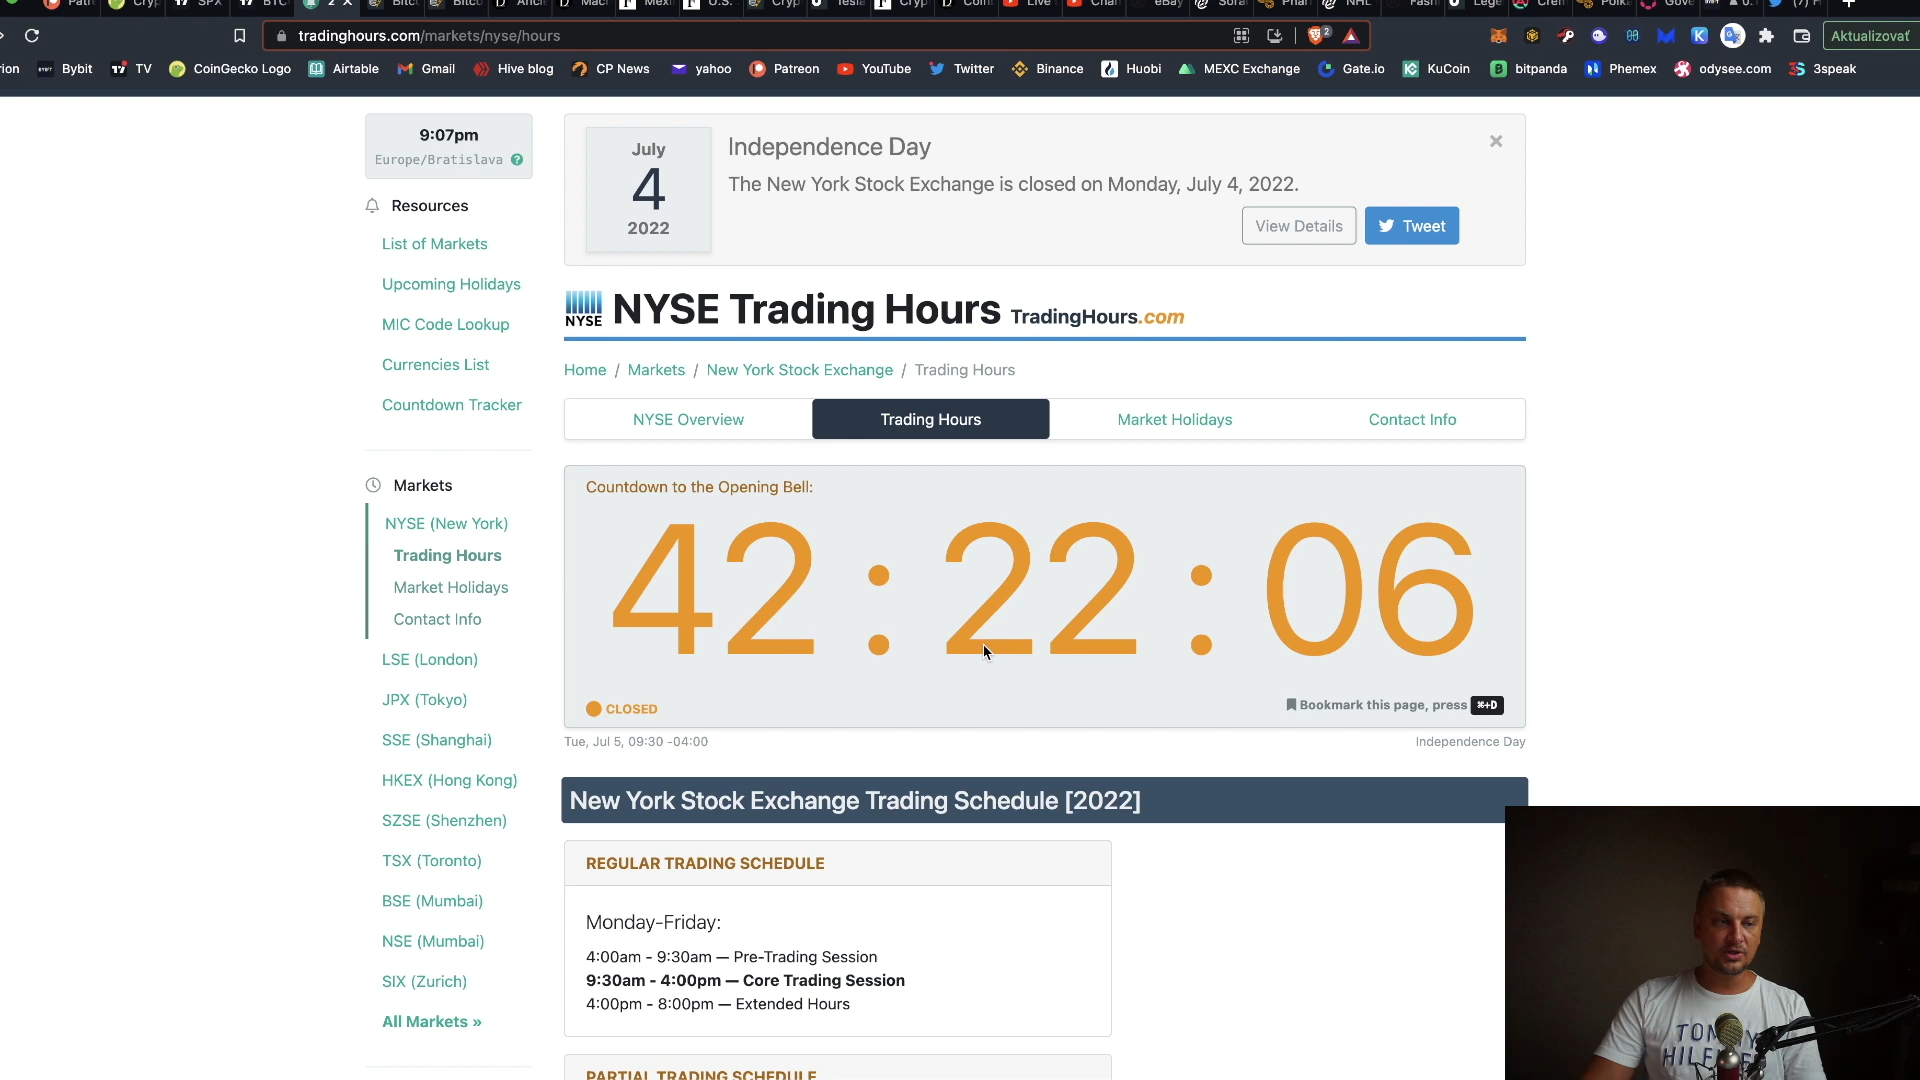 SPX
BTC
2
tradinghours.com/markets/nyse/hours
2
Aktualizovať
Bybit
TV
CoinGecko Logo
Airtable
Gmail
Hive blog
CP News
yahoo
Patreon
YouTube
Twitter
Binance
Huobi
MEXC Exchange
Gate.io
KuCoin
bitpanda
Phemex
odysee.com
3speak
9:07pm
Europe/Bratislava
Resources
List of Markets
Upcoming Holidays
MIC Code Lookup
Currencies List
Countdown Tracker
Markets
NYSE (New York)
Trading Hours
Market Holidays
Contact Info
LSE (London)
JPX (Tokyo)
SSE (Shanghai)
HKEX (Hong Kong)
SZSE (Shenzhen)
TSX (Toronto)
BSE (Mumbai)
NSE (Mumbai)
SIX (Zurich)
All Markets »
July
4
2022
Independence Day
The New York Stock Exchange is closed on Monday, July 4, 2022.
View Details
Tweet
NYSE
NYSE Trading Hours TradingHours.com
Home / Markets / New York Stock Exchange / Trading Hours
NYSE Overview
Trading Hours
Market Holidays
Contact Info
Countdown to the Opening Bell:
42 : 22 : 06
CLOSED
Bookmark this page, press ⌘+D
Tue, Jul 5, 09:30 -04:00
Independence Day
New York Stock Exchange Trading Schedule [2022]
REGULAR TRADING SCHEDULE
Monday-Friday:
4:00am - 9:30am — Pre-Trading Session
9:30am - 4:00pm — Core Trading Session
4:00pm - 8:00pm — Extended Hours
PARTIAL TRADING SCHEDULE